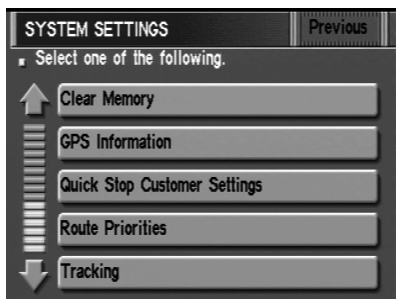 SYSTEM SETTINGS
Previous
Select one of the following.
Clear Memory
GPS Information
Quick Stop Customer Settings
Route Priorities
Tracking